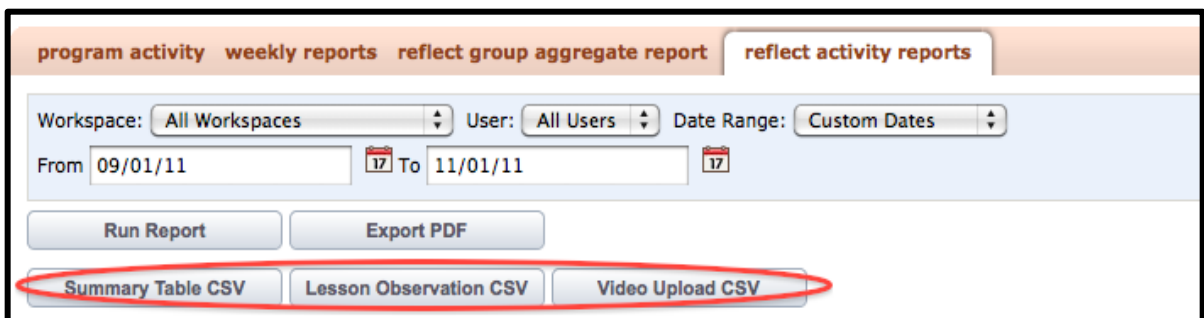 program activity weekly reports reflect group aggregate report reflect activity reports
Workspace: All Workspaces User: All Users Date Range: Custom Dates
From 09/01/11 17 To 11/01/11 17
Run Report Export PDF
Summary Table CSV Lesson Observation CSV Video Upload CSV